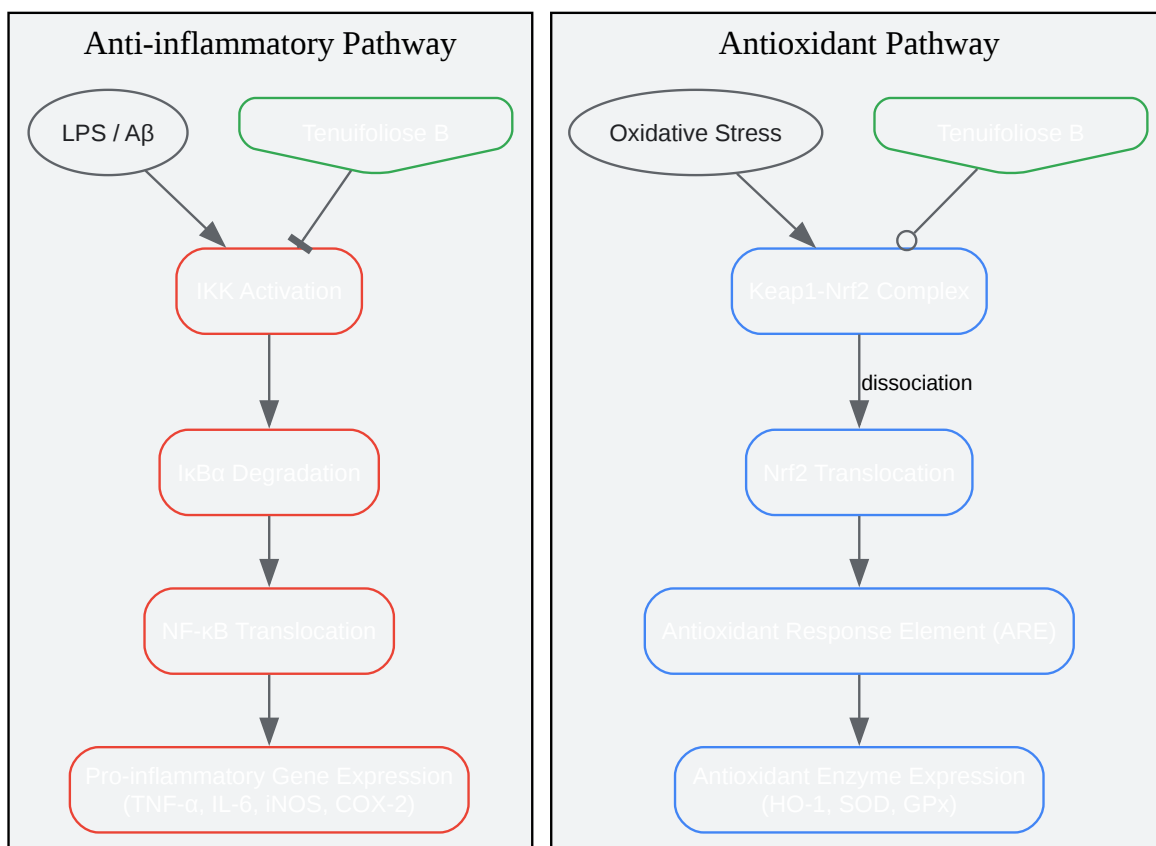 Anti-inflammatory Pathway
LPS / Aβ
Tenuifoliose B
IKK Activation
IκBα Degradation
NF-κB Translocation
Pro-inflammatory Gene Expression
(TNF-α, IL-6, iNOS, COX-2)
Antioxidant Pathway
Oxidative Stress
Tenuifoliose B
Keap1-Nrf2 Complex
dissociation
Nrf2 Translocation
Antioxidant Response Element (ARE)
Antioxidant Enzyme Expression
(HO-1, SOD, GPx)